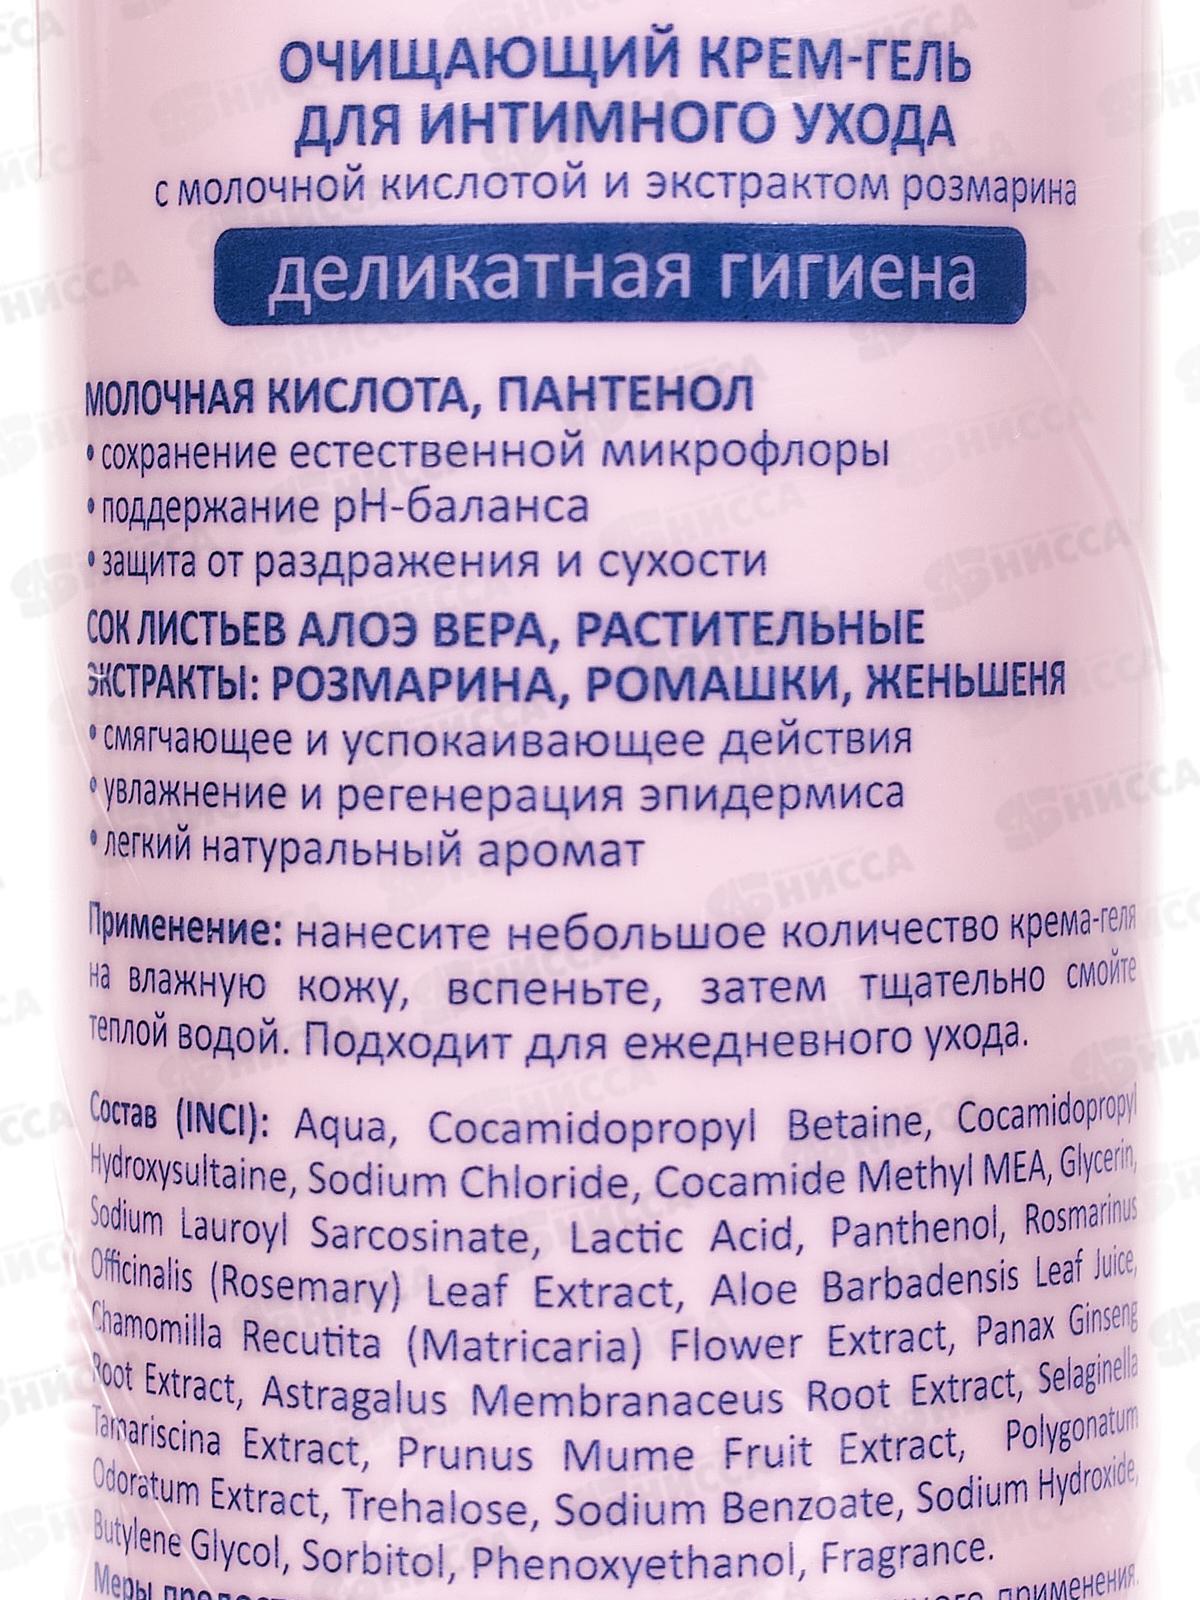 ОЧИЩАЮЩИЙ КРЕМ-ГЕЛЬ
ДЛЯ ИНТИМНОГО УХОДА
с молочной кислотой и экстрактом розмарина
деликатная гигиена
МОЛОЧНАЯ КИСЛОТА, ПАНТЕНОЛ
• сохранение естественной микрофлоры
• поддержание pH-баланса
• защита от раздражения и сухости
СОК ЛИСТЬЕВ АЛОЭ ВЕРА, РАСТИТЕЛЬНЫЕ
ЭКСТРАКТЫ: РОЗМАРИНА, РОМАШКИ, ЖЕНЬШЕНЯ
• смягчающее и успокаивающее действия
• увлажнение и регенерация эпидермиса
• легкий натуральный аромат
Применение: нанесите небольшое количество крема-геля
на влажную кожу, вспеньте, затем тщательно смойте
теплой водой. Подходит для ежедневного ухода.
Состав (INCI): Aqua, Cocamidopropyl Betaine, Cocamidopropyl
Hydroxysultaine, Sodium Chloride, Cocamide Methyl MEA, Glycerin,
Sodium Lauroyl Sarcosinate, Lactic Acid, Panthenol, Rosmarinus
Officinalis (Rosemary) Leaf Extract, Aloe Barbadensis Leaf Juice,
Chamomilla Recutita (Matricaria) Flower Extract, Panax Ginseng
Root Extract, Astragalus Membranaceus Root Extract, Selaginella
Tamariscina Extract, Prunus Mume Fruit Extract, Polygonatum
Odoratum Extract, Trehalose, Sodium Benzoate, Sodium Hydroxide,
Butylene Glycol, Sorbitol, Phenoxyethanol, Fragrance.
Меры применения.